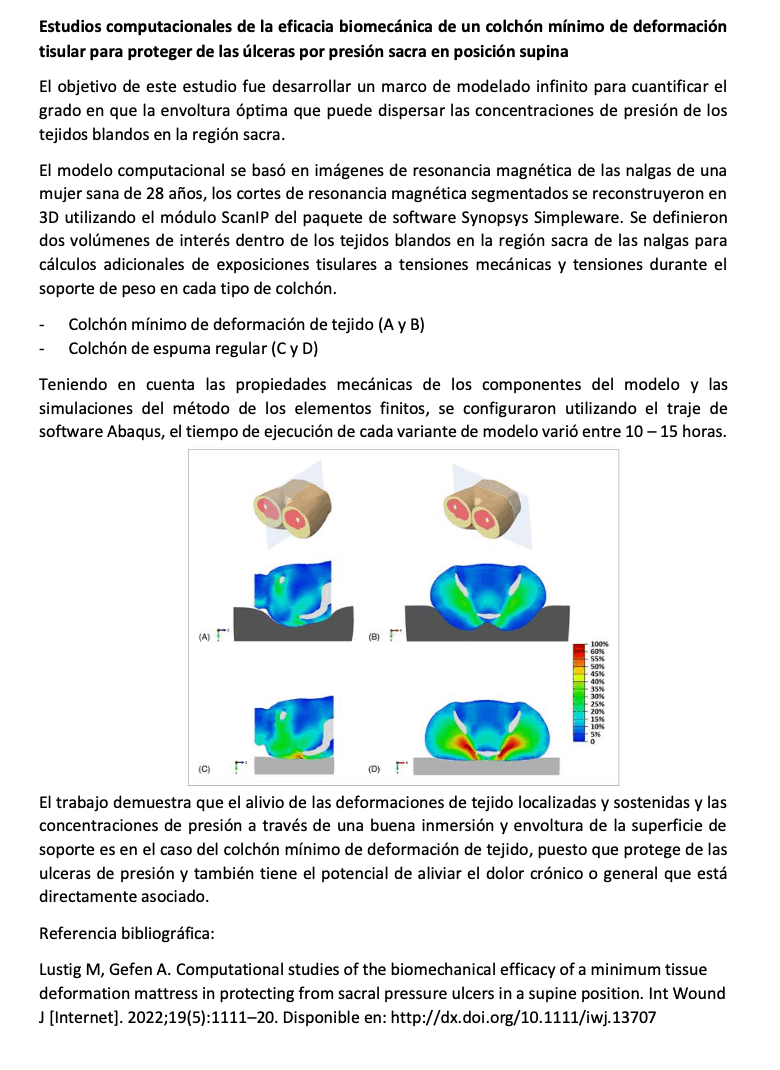 Estudios computacionales de la eficacia biomecánica de un colchón mínimo de deformación
tisular para proteger de las úlceras por presión sacra en posición supina
El objetivo de este estudio fue desarrollar un marco de modelado infinito para cuantificar el
grado en que la envoltura óptima que puede dispersar las concentraciones de presión de los
tejidos blandos en la región sacra.
El modelo computacional se basó en imágenes de resonancia magnética de las nalgas de una
mujer sana de 28 años, los cortes de resonancia magnética segmentados se reconstruyeron en
3D utilizando el módulo ScanIP del paquete de software Synopsys Simpleware. Se definieron
dos volúmenes de interés dentro de los tejidos blandos en la región sacra de las nalgas para
cálculos adicionales de exposiciones tisulares a tensiones mecánicas y tensiones durante el
soporte de peso en cada tipo de colchón.
- Colchón mínimo de deformación de tejido (A y B)
- Colchón de espuma regular (C y D)
Teniendo en cuenta las propiedades mecánicas de los componentes del modelo y las
simulaciones del método de los elementos finitos, se configuraron utilizando el traje de
software Abaqus, el tiempo de ejecución de cada variante de modelo varió entre 10 – 15 horas.
(A)
(B)
100%
60%
55%
50%
45%
40%
35%
30%
25%
20%
15%
10%
5%
0
(C)
(D)
El trabajo demuestra que el alivio de las deformaciones de tejido localizadas y sostenidas y las
concentraciones de presión a través de una buena inmersión y envoltura de la superficie de
soporte es en el caso del colchón mínimo de deformación de tejido, puesto que protege de las
ulceras de presión y también tiene el potencial de aliviar el dolor crónico o general que está
directamente asociado.
Referencia bibliográfica:
Lustig M, Gefen A. Computational studies of the biomechanical efficacy of a minimum tissue
deformation mattress in protecting from sacral pressure ulcers in a supine position. Int Wound
J [Internet]. 2022;19(5):1111–20. Disponible en: http://dx.doi.org/10.1111/iwj.13707